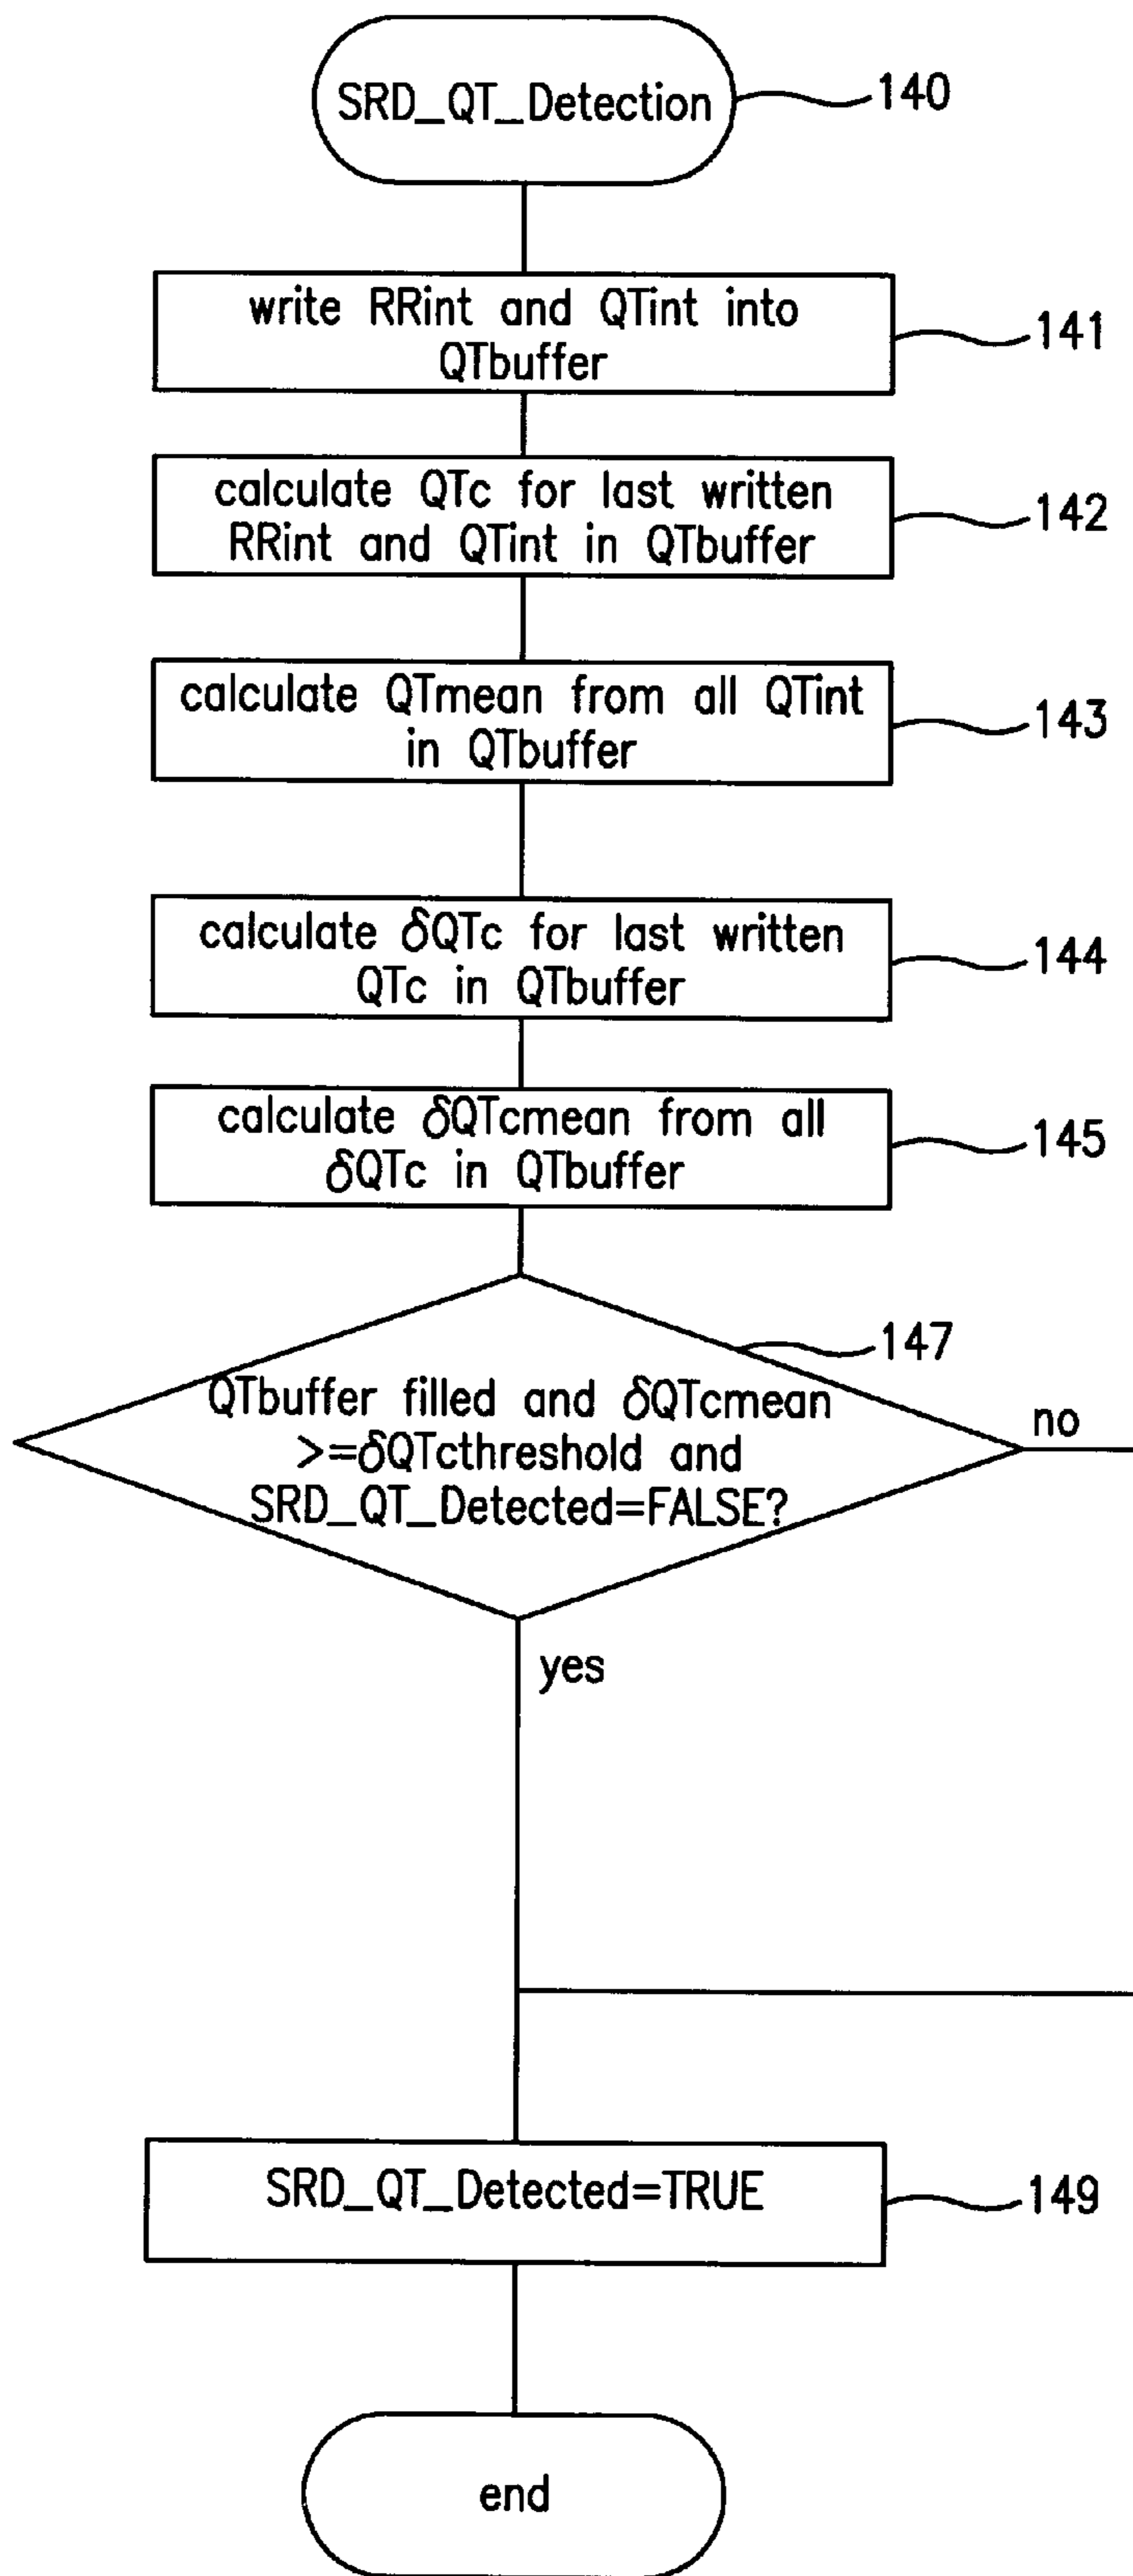 SRD_QT_Detection
140
write RRint and QTint into
QTbuffer
141
calculate QTc for last written
RRint and QTint in QTbuffer
142
calculate QTmean from all QTint
in QTbuffer
143
calculate δQTc for last written
QTc in QTbuffer
144
calculate δQTcmean from all
δQTc in QTbuffer
145
147
QTbuffer filled and δQTcmean
>=δQTcthreshold and
SRD_QT_Detected=FALSE?
no
yes
SRD_QT_Detected=TRUE
149
end